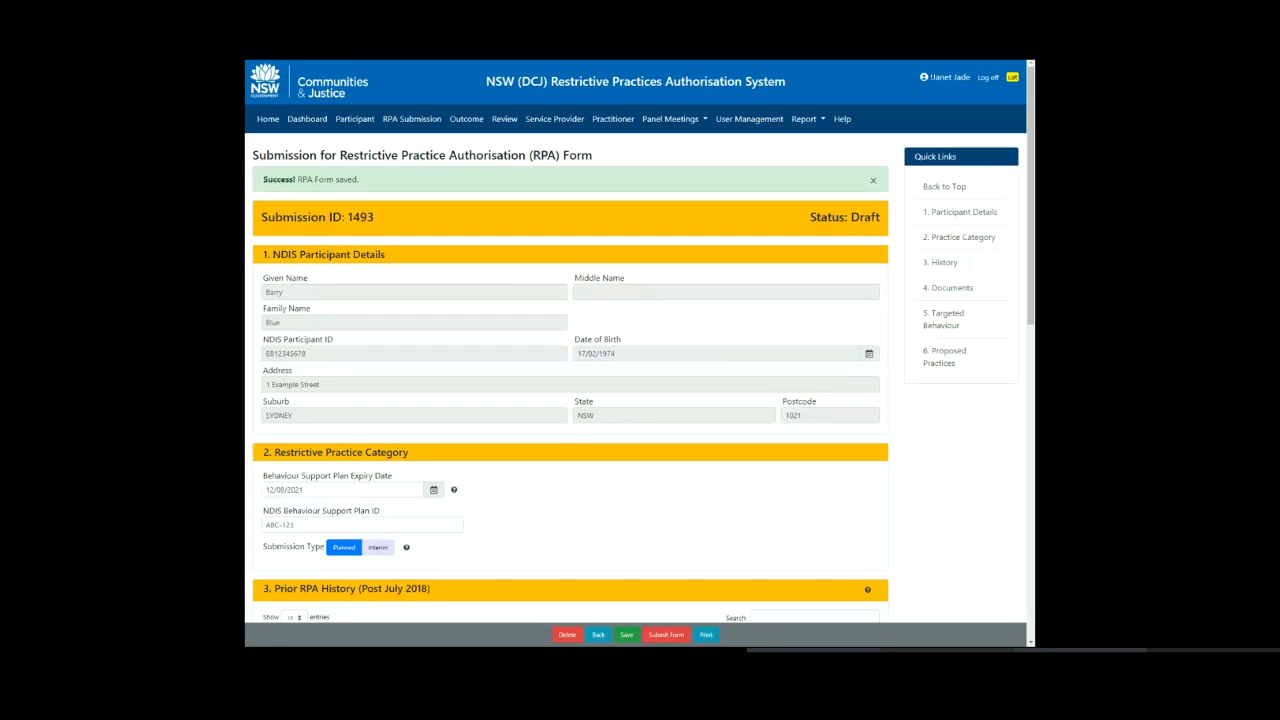 NSW
GOVERNMENT
Communities
& Justice
NSW (DCJ) Restrictive Practices Authorisation System
!Janet Jade Log off uat
Home Dashboard Participant RPA Submission Outcome Review Service Provider Practitioner Panel Meetings User Management Report Help
Submission for Restrictive Practice Authorisation (RPA) Form
Success! RPA Form saved. ×
Submission ID: 1493 Status: Draft
1. NDIS Participant Details
Given Name Middle Name
Barry
Family Name
Blue
NDIS Participant ID Date of Birth
BB12345678 17/02/1974
Address
1 Example Street
Suburb State Postcode
SYDNEY NSW 1021
2. Restrictive Practice Category
Behaviour Support Plan Expiry Date
12/08/2021
NDIS Behaviour Support Plan ID
ABC-123
Submission Type Planned Interim
3. Prior RPA History (Post July 2018)
Show 10 entries Search:
Delete Back Save Submit Form Print
Quick Links
Back to Top
1. Participant Details
2. Practice Category
3. History
4. Documents
5. Targeted
Behaviour
6. Proposed
Practices